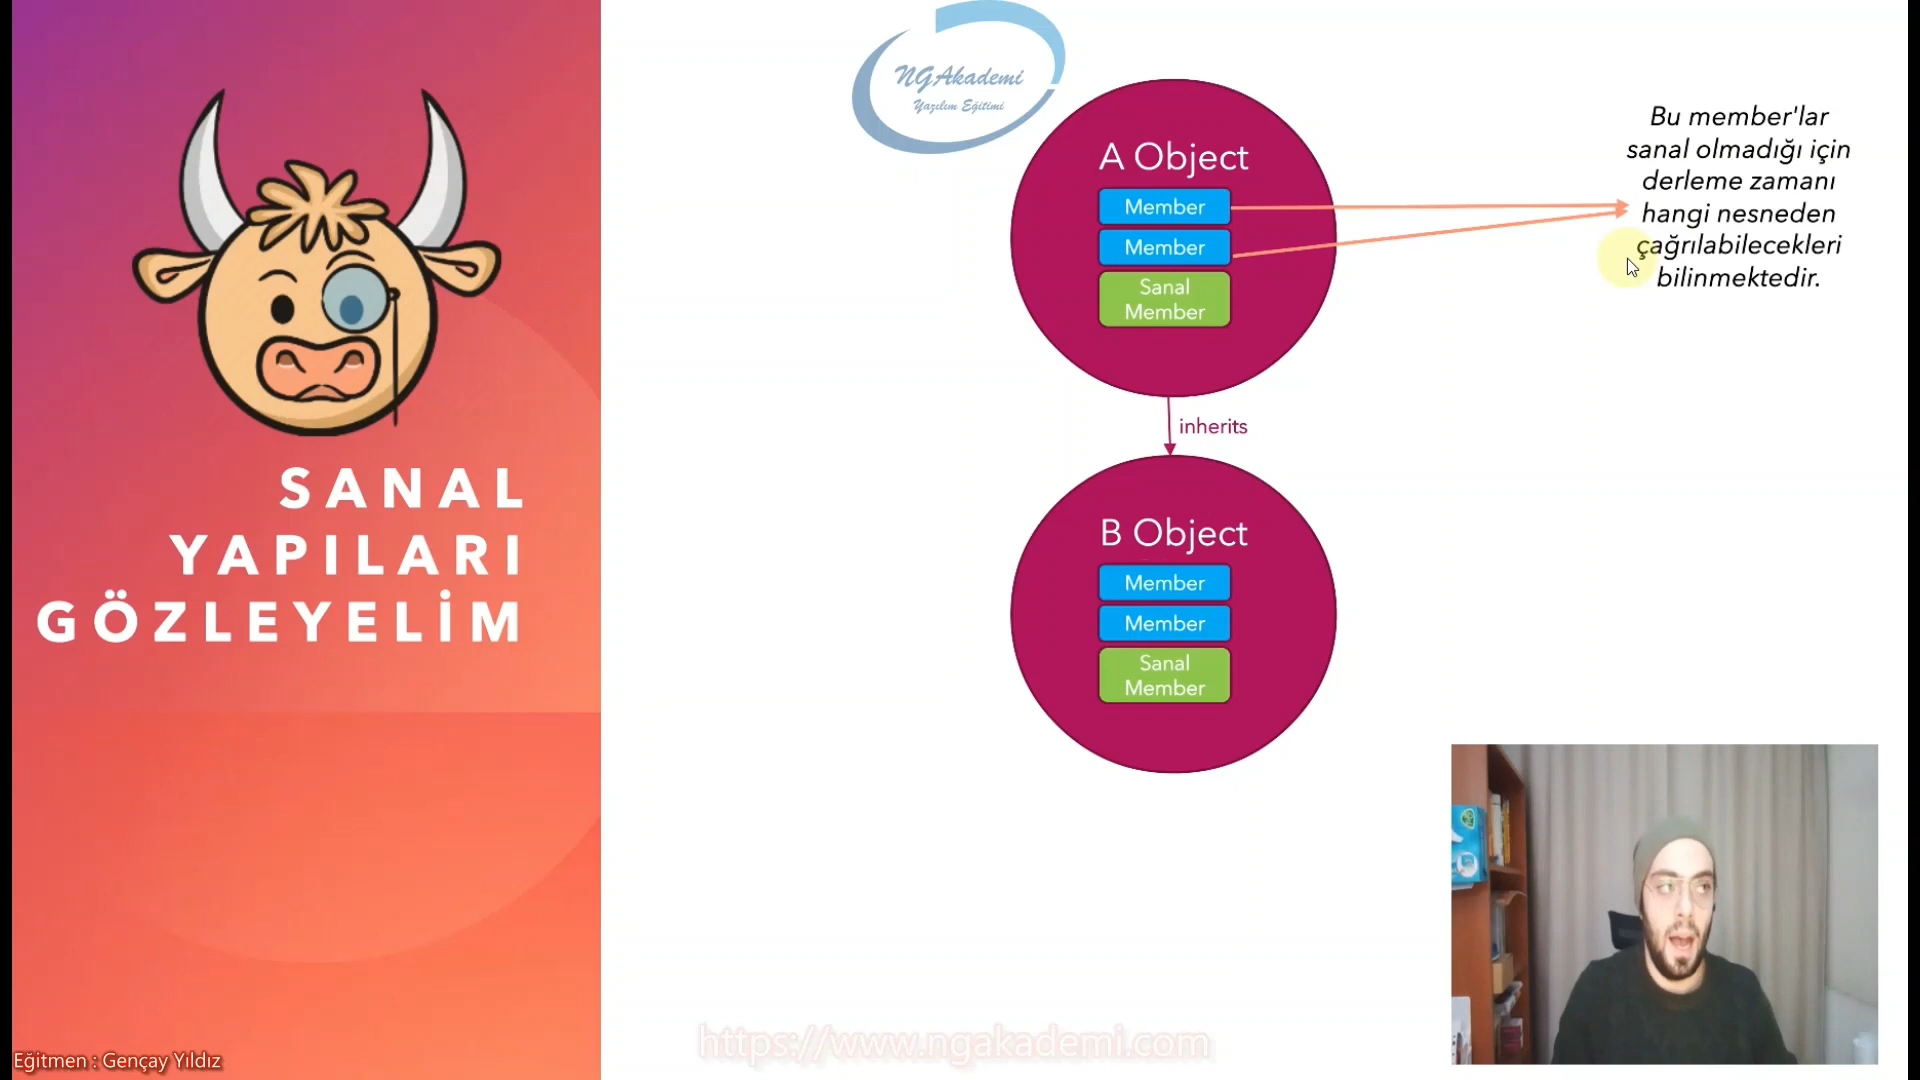 SANAL
YAPILARI
GÖZLEYELİM
Eğitmen : Gençay Yıldız
NGAkademi
Yazılım Eğitimi
A Object
Member
Member
Sanal
Member
inherits
B Object
Member
Member
Sanal
Member
Bu member'lar
sanal olmadığı için
derleme zamanı
hangi nesneden
çağrılabilecekleri
bilinmektedir.
https://www.ngakademi.com